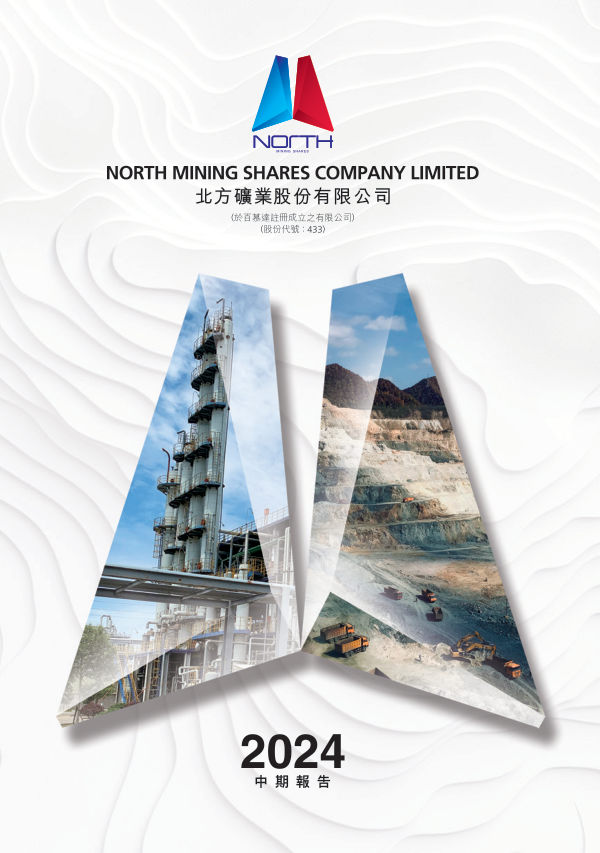 NORTH
MINING SHARES
NORTH MINING SHARES COMPANY LIMITED
北方礦業股份有限公司
(於百慕達註冊成立之有限公司)
(股份代號：433)
2024
中期報告